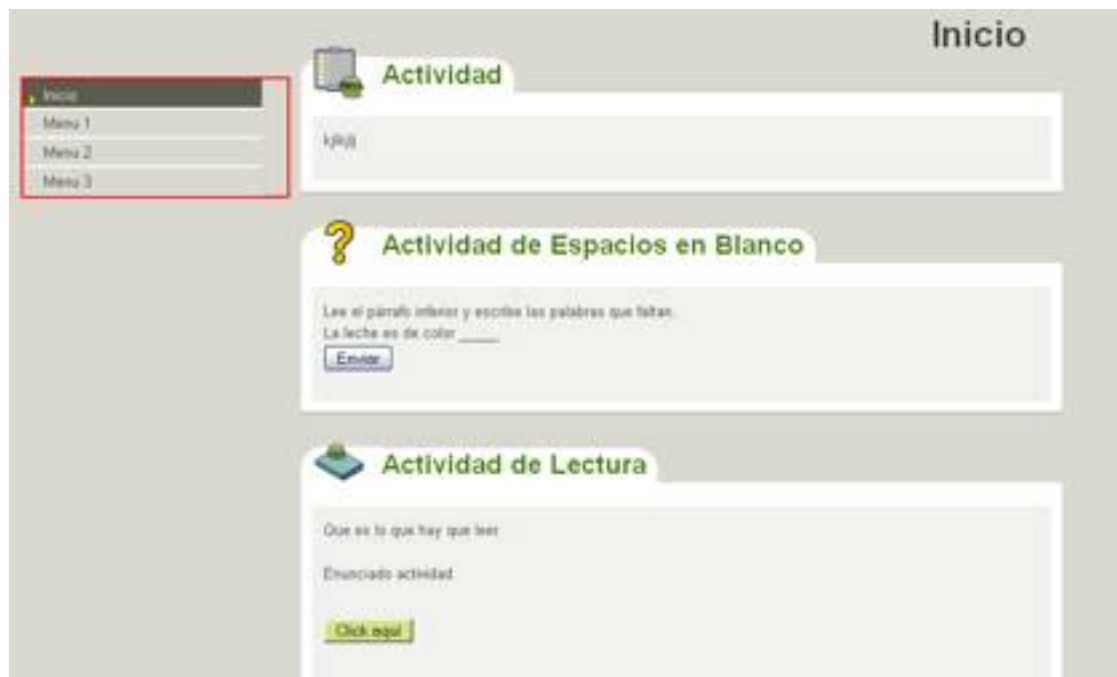 Inicio
Inicio
Menu 1
Menu 2
Menu 3
Actividad
Actividad de Espacios en Blanco
Lee el párrafo inferior y escribe las palabras que faltan.
La leche es de color _____
Enviar
Actividad de Lectura
Que es lo que hay que leer
Enunciado actividad
Click aquí